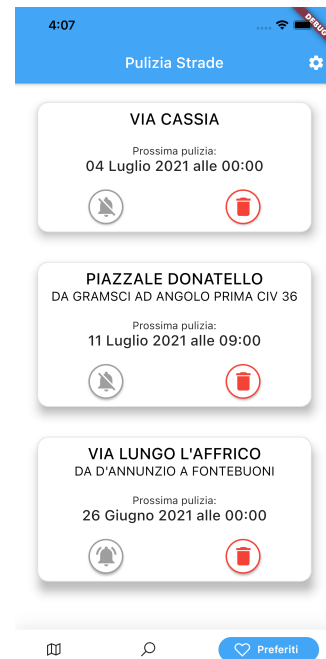 4:07
DEBUG
Pulizia Strade
VIA CASSIA
Prossima pulizia:
04 Luglio 2021 alle 00:00
PIAZZALE DONATELLO
DA GRAMSCI AD ANGOLO PRIMA CIV 36
Prossima pulizia:
11 Luglio 2021 alle 09:00
VIA LUNGO L'AFFRICO
DA D'ANNUNZIO A FONTEBUONI
Prossima pulizia:
26 Giugno 2021 alle 00:00
Preferiti